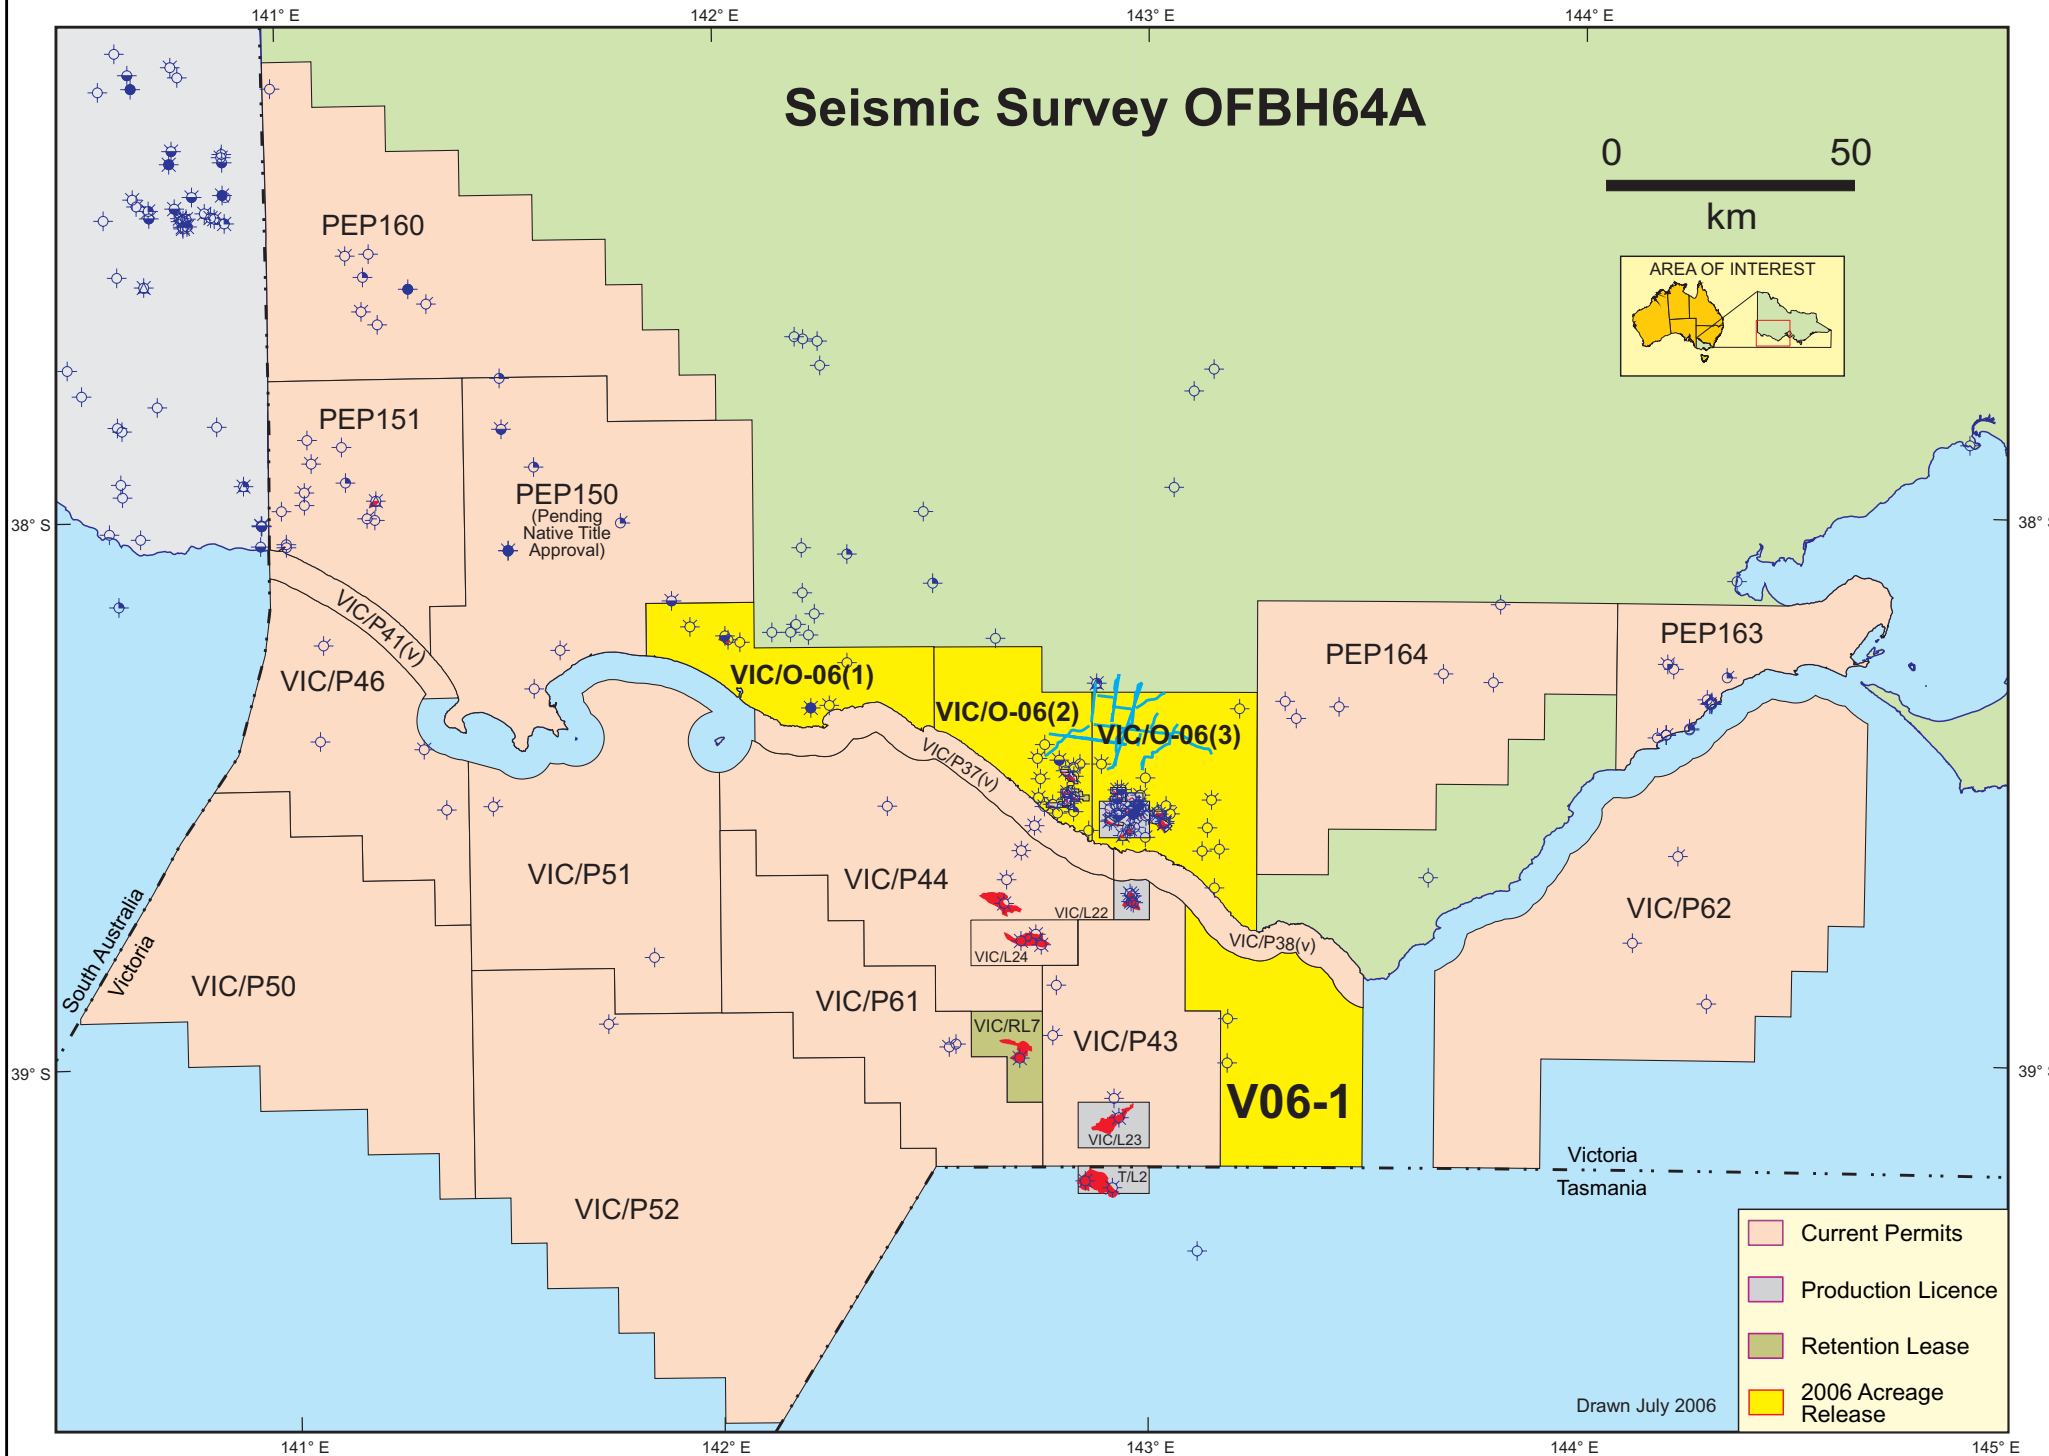 141° E
142° E
143° E
144° E
Seismic Survey OFBH64A
0
50
km
AREA OF INTEREST
PEP160
PEP151
PEP150
(Pending
Native Title
Approval)
38° S
38° S
VIC/P41(v)
VIC/P46
VIC/O-06(1)
VIC/O-06(2)
VIC/O-06(3)
PEP164
PEP163
VIC/P37(v)
VIC/P51
VIC/P44
VIC/L22
VIC/P62
VIC/P38(v)
VIC/L24
South Australia
Victoria
VIC/P50
VIC/P61
VIC/RL7
VIC/P43
39° S
39° S
V06-1
VIC/L23
T/L2
Victoria
Tasmania
VIC/P52
Current Permits
Production Licence
Retention Lease
2006 Acreage
Release
Drawn July 2006
141° E
142° E
143° E
144° E
145° E